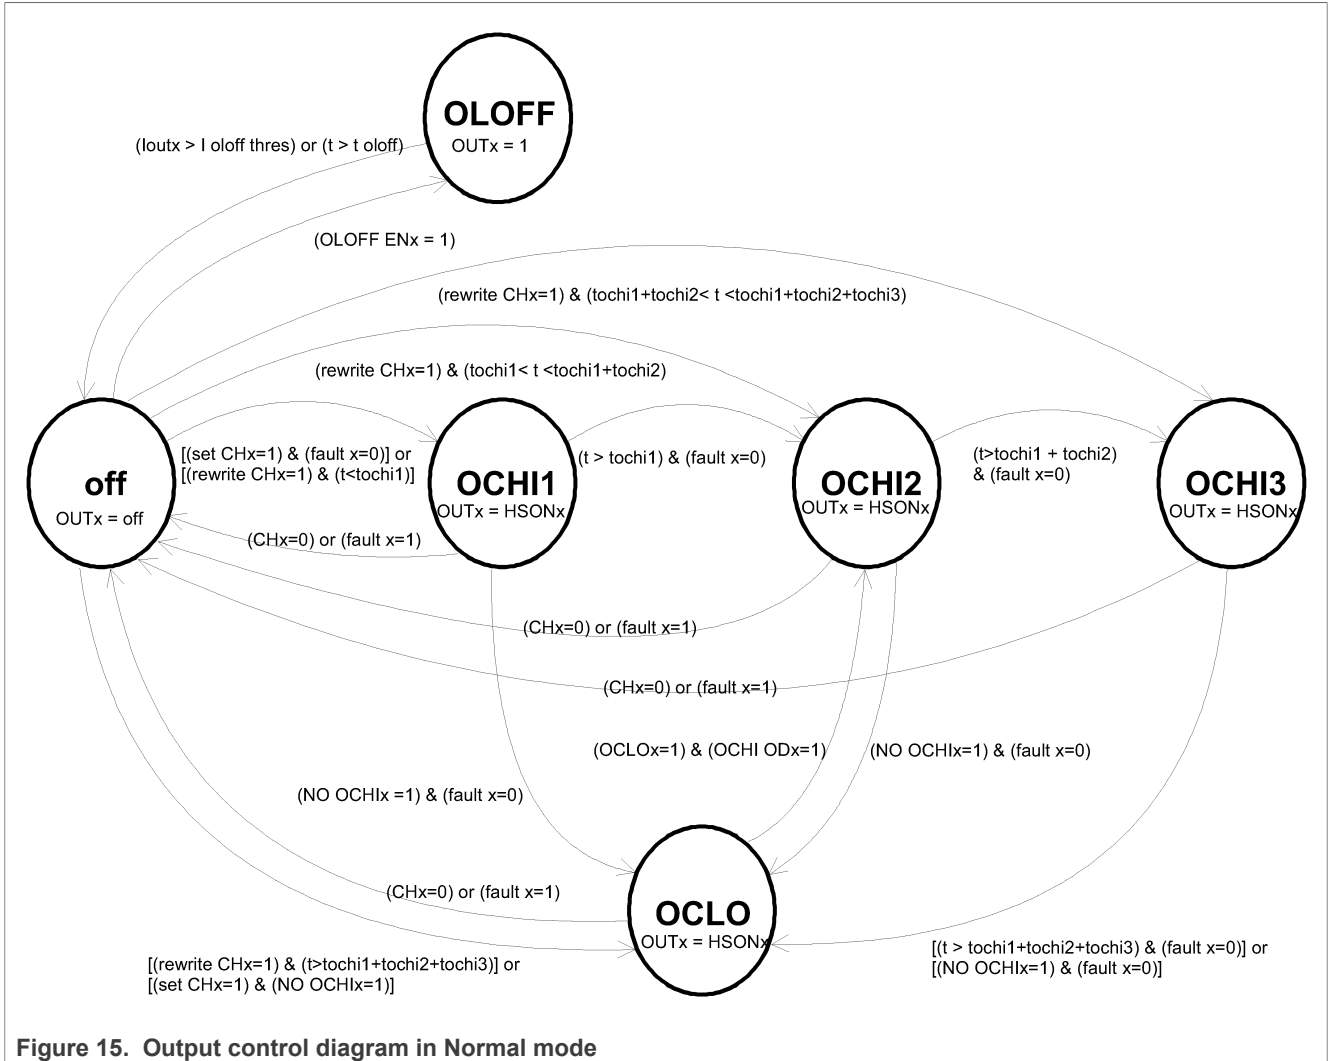 OLOFF
OUTx = 1
(Ioutx > I oloff thres) or (t > t oloff)
(OLOFF ENx = 1)
(rewrite CHx=1) & (tochi1+tochi2< t <tochi1+tochi2+tochi3)
(rewrite CHx=1) & (tochi1< t <tochi1+tochi2)
off
OUTx = off
[(set CHx=1) & (fault x=0)] or
[(rewrite CHx=1) & (t<tochi1)]
OCHI1
OUTx = HSONx
(t > tochi1) & (fault x=0)
OCHI2
OUTx = HSONx
(t>tochi1 + tochi2)
& (fault x=0)
OCHI3
OUTx = HSONx
(CHx=0) or (fault x=1)
(CHx=0) or (fault x=1)
(CHx=0) or (fault x=1)
(OCLOx=1) & (OCHI ODx=1)
(NO OCHIx=1) & (fault x=0)
(NO OCHIx =1) & (fault x=0)
(CHx=0) or (fault x=1)
OCLO
OUTx = HSONx
[(rewrite CHx=1) & (t>tochi1+tochi2+tochi3)] or
[(set CHx=1) & (NO OCHIx=1)]
[(t > tochi1+tochi2+tochi3) & (fault x=0)] or
[(NO OCHIx=1) & (fault x=0)]
Figure 15. Output control diagram in Normal mode